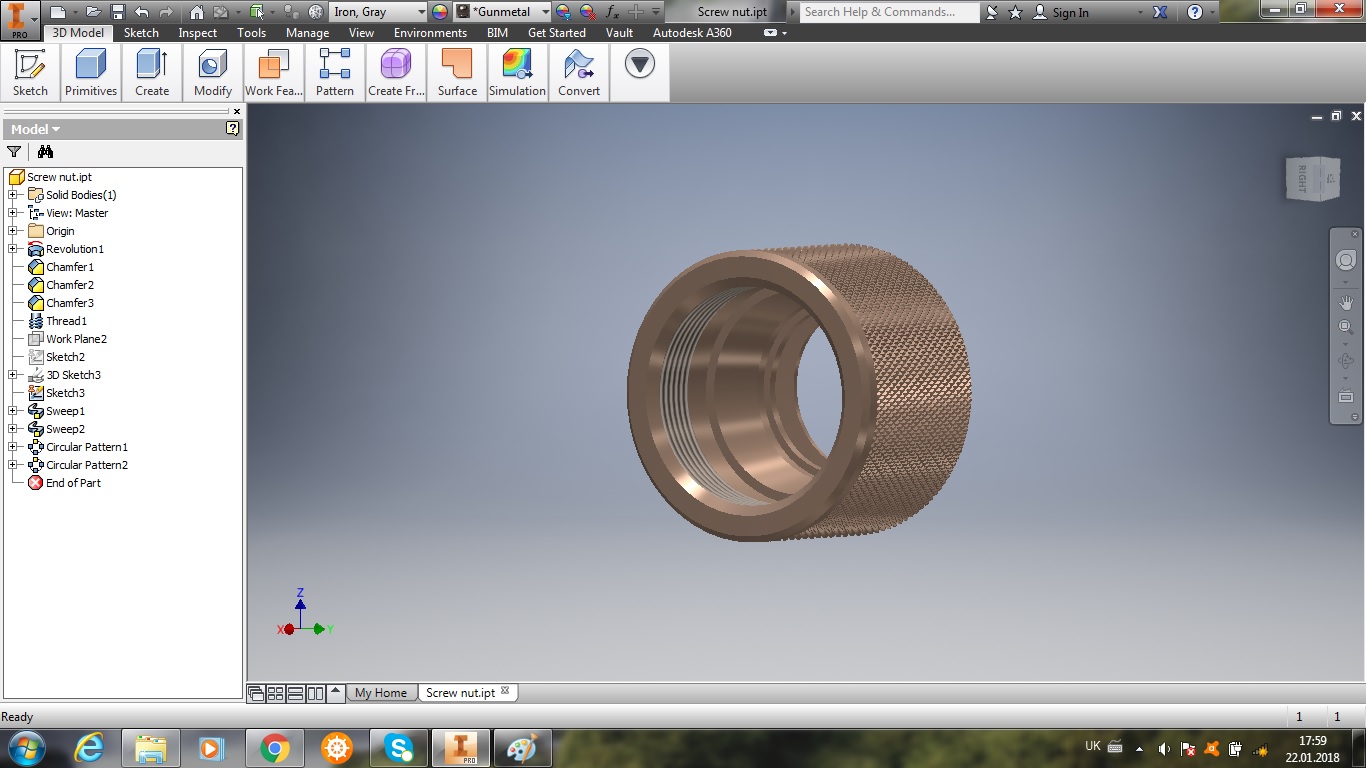 Iron, Gray
*Gunmetal
Screw nut.ipt
Search Help & Commands...
Sign In
PRO
3D Model Sketch Inspect Tools Manage View Environments BIM Get Started Vault Autodesk A360
Sketch Primitives Create Modify Work Fea... Pattern Create Fr... Surface Simulation Convert
Model
Screw nut.ipt
Solid Bodies(1)
View: Master
Origin
Revolution1
Chamfer1
Chamfer2
Chamfer3
Thread1
Work Plane2
Sketch2
3D Sketch3
Sketch3
Sweep1
Sweep2
Circular Pattern1
Circular Pattern2
End of Part
RIGHT
Z
X
Y
My Home
Screw nut.ipt
Ready
1 1
PRO
UK
17:59
22.01.2018